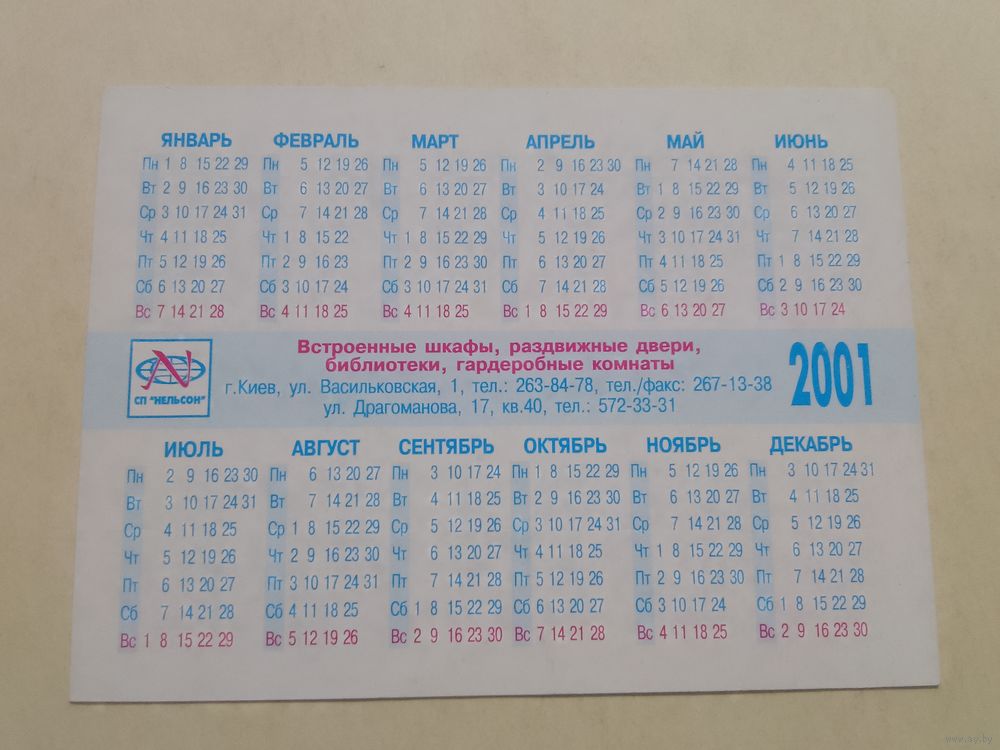 ЯНВАРЬ ФЕВРАЛЬ МАРТ АПРЕЛЬ МАЙ ИЮНЬ
Пн 1 8 15 22 29 Пн 5 12 19 26 Пн 5 12 19 26 Пн 2 9 16 23 30 Пн 7 14 21 28 Пн 4 11 18 25
Вт 2 9 16 23 30 Вт 6 13 20 27 Вт 6 13 20 27 Вт 3 10 17 24 Вт 1 8 15 22 29 Вт 5 12 19 26
Ср 3 10 17 24 31 Ср 7 14 21 28 Ср 7 14 21 28 Ср 4 11 18 25 Ср 2 9 16 23 30 Ср 6 13 20 27
Чт 4 11 18 25 Чт 1 8 15 22 Чт 1 8 15 22 29 Чт 5 12 19 26 Чт 3 10 17 24 31 Чт 7 14 21 28
Пт 5 12 19 26 Пт 2 9 16 23 Пт 2 9 16 23 30 Пт 6 13 20 27 Пт 4 11 18 25 Пт 1 8 15 22 29
Сб 6 13 20 27 Сб 3 10 17 24 Сб 3 10 17 24 31 Сб 7 14 21 28 Сб 5 12 19 26 Сб 2 9 16 23 30
Вс 7 14 21 28 Вс 4 11 18 25 Вс 4 11 18 25 Вс 1 8 15 22 29 Вс 6 13 20 27 Вс 3 10 17 24
N
СП "НЕЛЬСОН"
Встроенные шкафы, раздвижные двери,
библиотеки, гардеробные комнаты
г.Киев, ул. Васильковская, 1, тел.: 263-84-78, тел./факс: 267-13-38
ул. Драгоманова, 17, кв.40, тел.: 572-33-31
2001
ИЮЛЬ АВГУСТ СЕНТЯБРЬ ОКТЯБРЬ НОЯБРЬ ДЕКАБРЬ
Пн 2 9 16 23 30 Пн 6 13 20 27 Пн 3 10 17 24 Пн 1 8 15 22 29 Пн 5 12 19 26 Пн 3 10 17 24 31
Вт 3 10 17 24 31 Вт 7 14 21 28 Вт 4 11 18 25 Вт 2 9 16 23 30 Вт 6 13 20 27 Вт 4 11 18 25
Ср 4 11 18 25 Ср 1 8 15 22 29 Ср 5 12 19 26 Ср 3 10 17 24 31 Ср 7 14 21 28 Ср 5 12 19 26
Чт 5 12 19 26 Чт 2 9 16 23 30 Чт 6 13 20 27 Чт 4 11 18 25 Чт 1 8 15 22 29 Чт 6 13 20 27
Пт 6 13 20 27 Пт 3 10 17 24 31 Пт 7 14 21 28 Пт 5 12 19 26 Пт 2 9 16 23 30 Пт 7 14 21 28
Сб 7 14 21 28 Сб 4 11 18 25 Сб 1 8 15 22 29 Сб 6 13 20 27 Сб 3 10 17 24 Сб 1 8 15 22 29
Вс 1 8 15 22 29 Вс 5 12 19 26 Вс 2 9 16 23 30 Вс 7 14 21 28 Вс 4 11 18 25 Вс 2 9 16 23 30
© www.ay.by